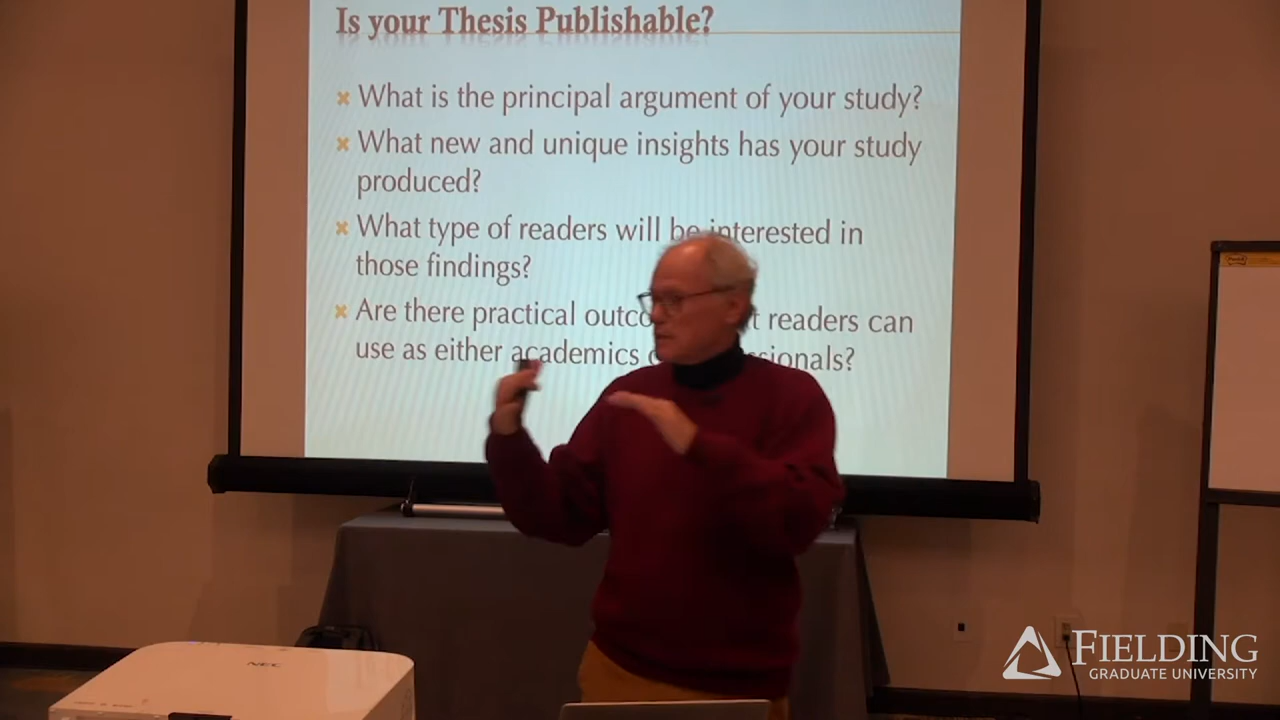 Is your Thesis Publishable?
What is the principal argument of your study?
What new and unique insights has your study
produced?
What type of readers will be interested in
those findings?
Are there practical readers can
use as either academics
NEC
FIELDING
GRADUATE UNIVERSITY